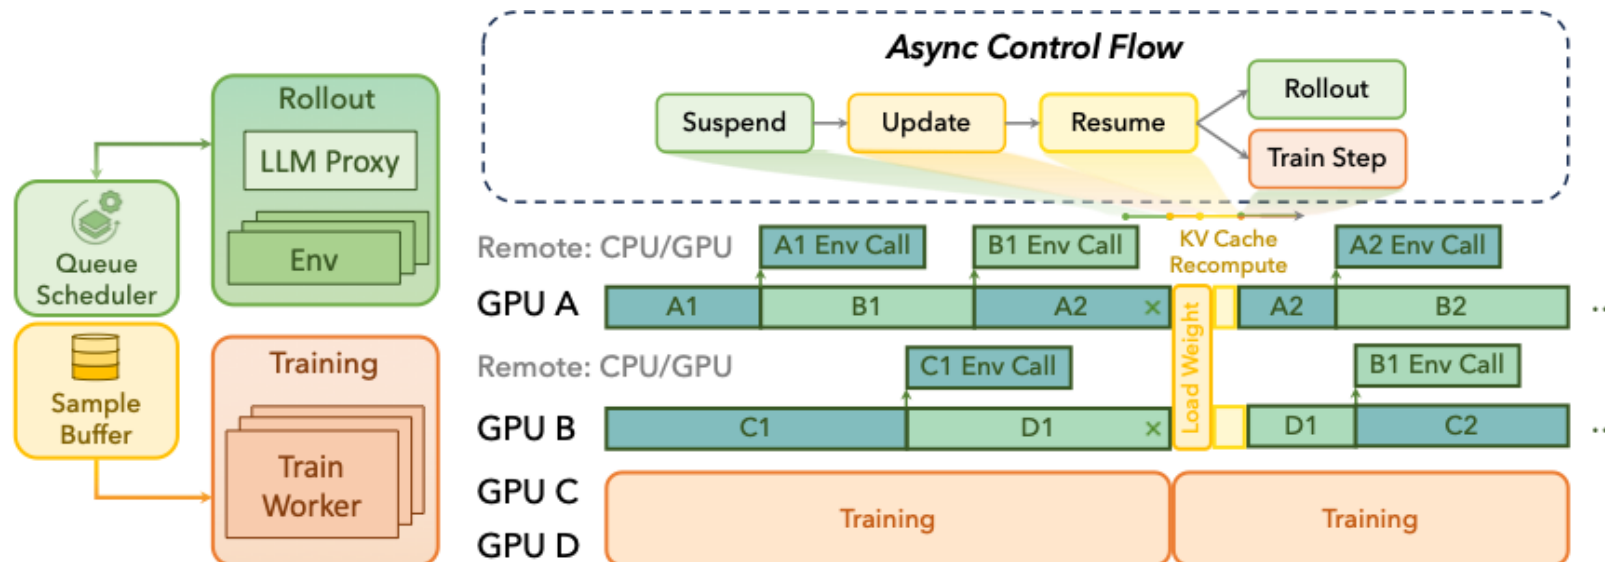 Async Control Flow
Suspend
Update
Resume
Rollout
Train Step
Rollout
LLM Proxy
Env
Queue
Scheduler
Sample
Buffer
Training
Train
Worker
Remote: CPU/GPU
A1 Env Call
B1 Env Call
KV Cache
Recompute
A2 Env Call
GPU A
A1
B1
A2
×
Load Weight
A2
B2
..
Remote: CPU/GPU
C1 Env Call
B1 Env Call
GPU B
C1
D1
×
D1
C2
..
GPU C
GPU D
Training
Training